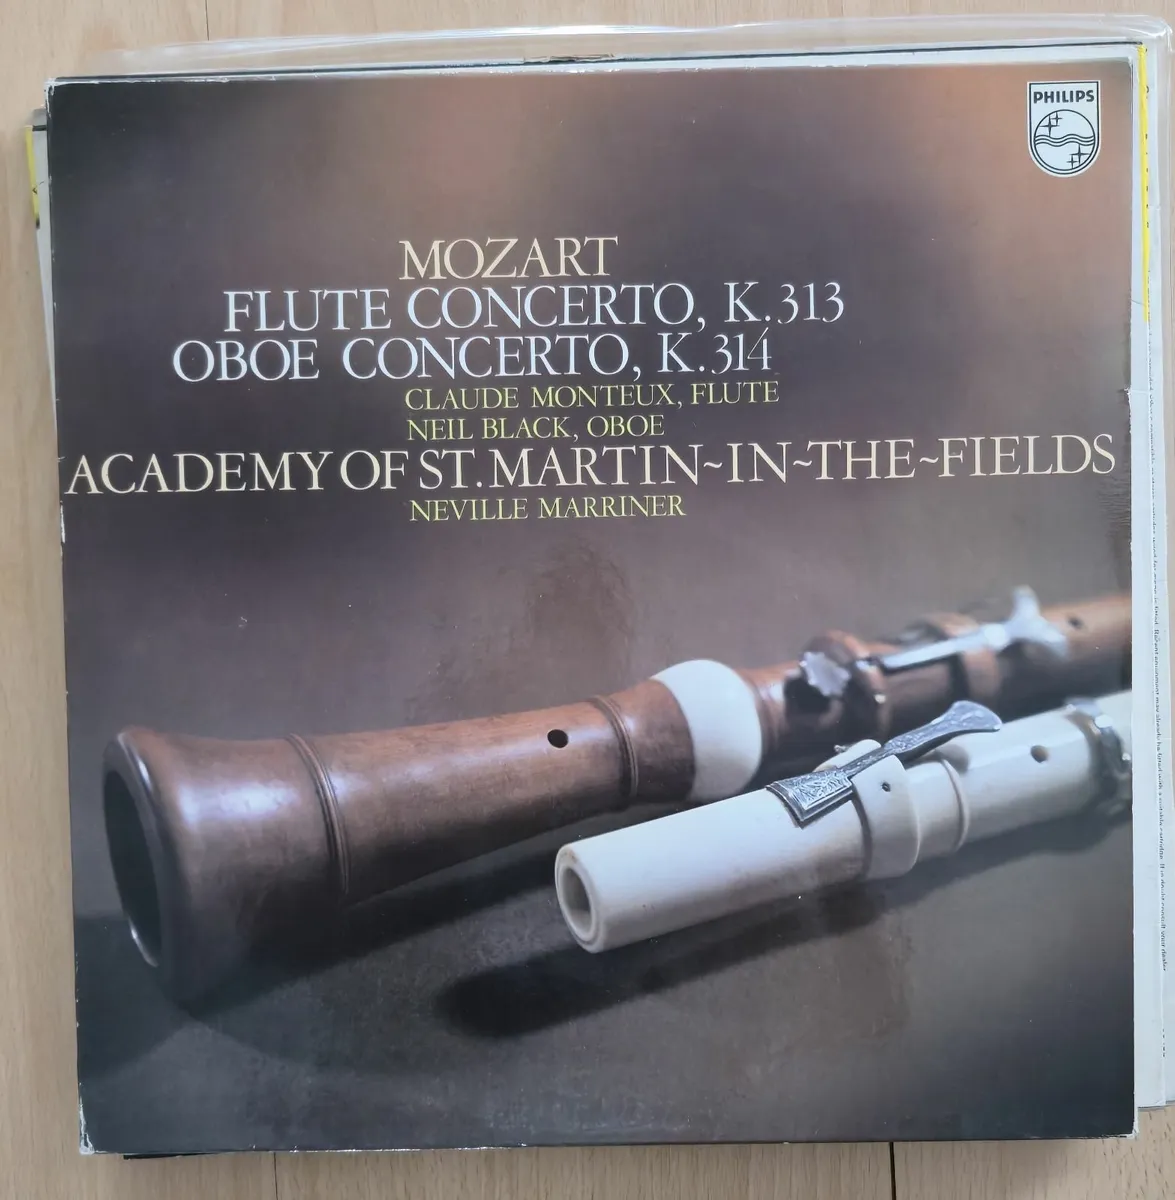 PHILIPS
MOZART
FLUTE CONCERTO, K.313
OBOE CONCERTO, K.314
CLAUDE MONTEUX, FLUTE
NEIL BLACK, OBOE
ACADEMY OF ST. MARTIN~IN~THE~FIELDS
NEVILLE MARRINER